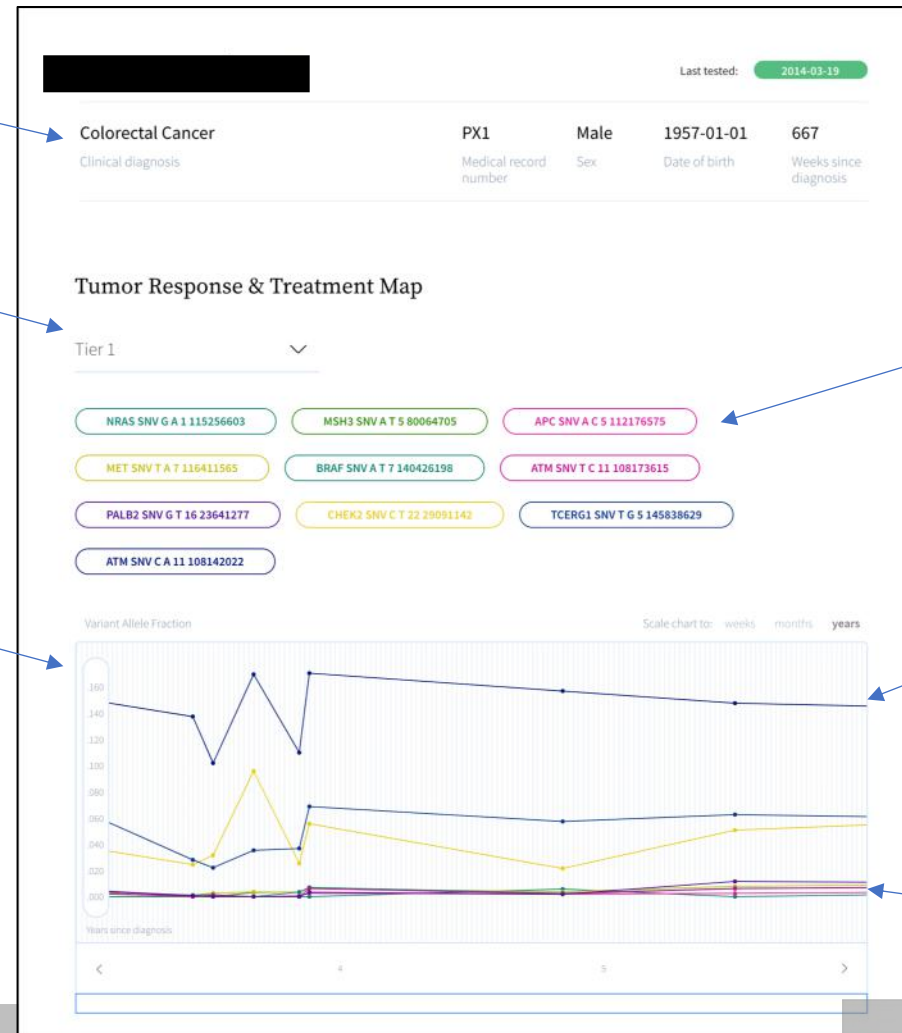 Last tested: 2014-03-19
Colorectal Cancer PX1 Male 1957-01-01 667
Clinical diagnosis Medical record number Sex Date of birth Weeks since diagnosis
Tumor Response & Treatment Map
Tier 1
NRAS SNV G A 1 115256603 MSH3 SNV A T 5 80064705 APC SNV A C 5 112176575
MET SNV T A 7 116411565 BRAF SNV A T 7 140426198 ATM SNV T C 11 108173615
PALB2 SNV G T 16 23641277 CHEK2 SNV C T 22 29091142 TCERG1 SNV T G 5 145838629
ATM SNV C A 11 108142022
Variant Allele Fraction Scale chart to: weeks months years
.160
.140
.120
.100
.080
.060
.040
.020
.000
Years since diagnosis
4 5